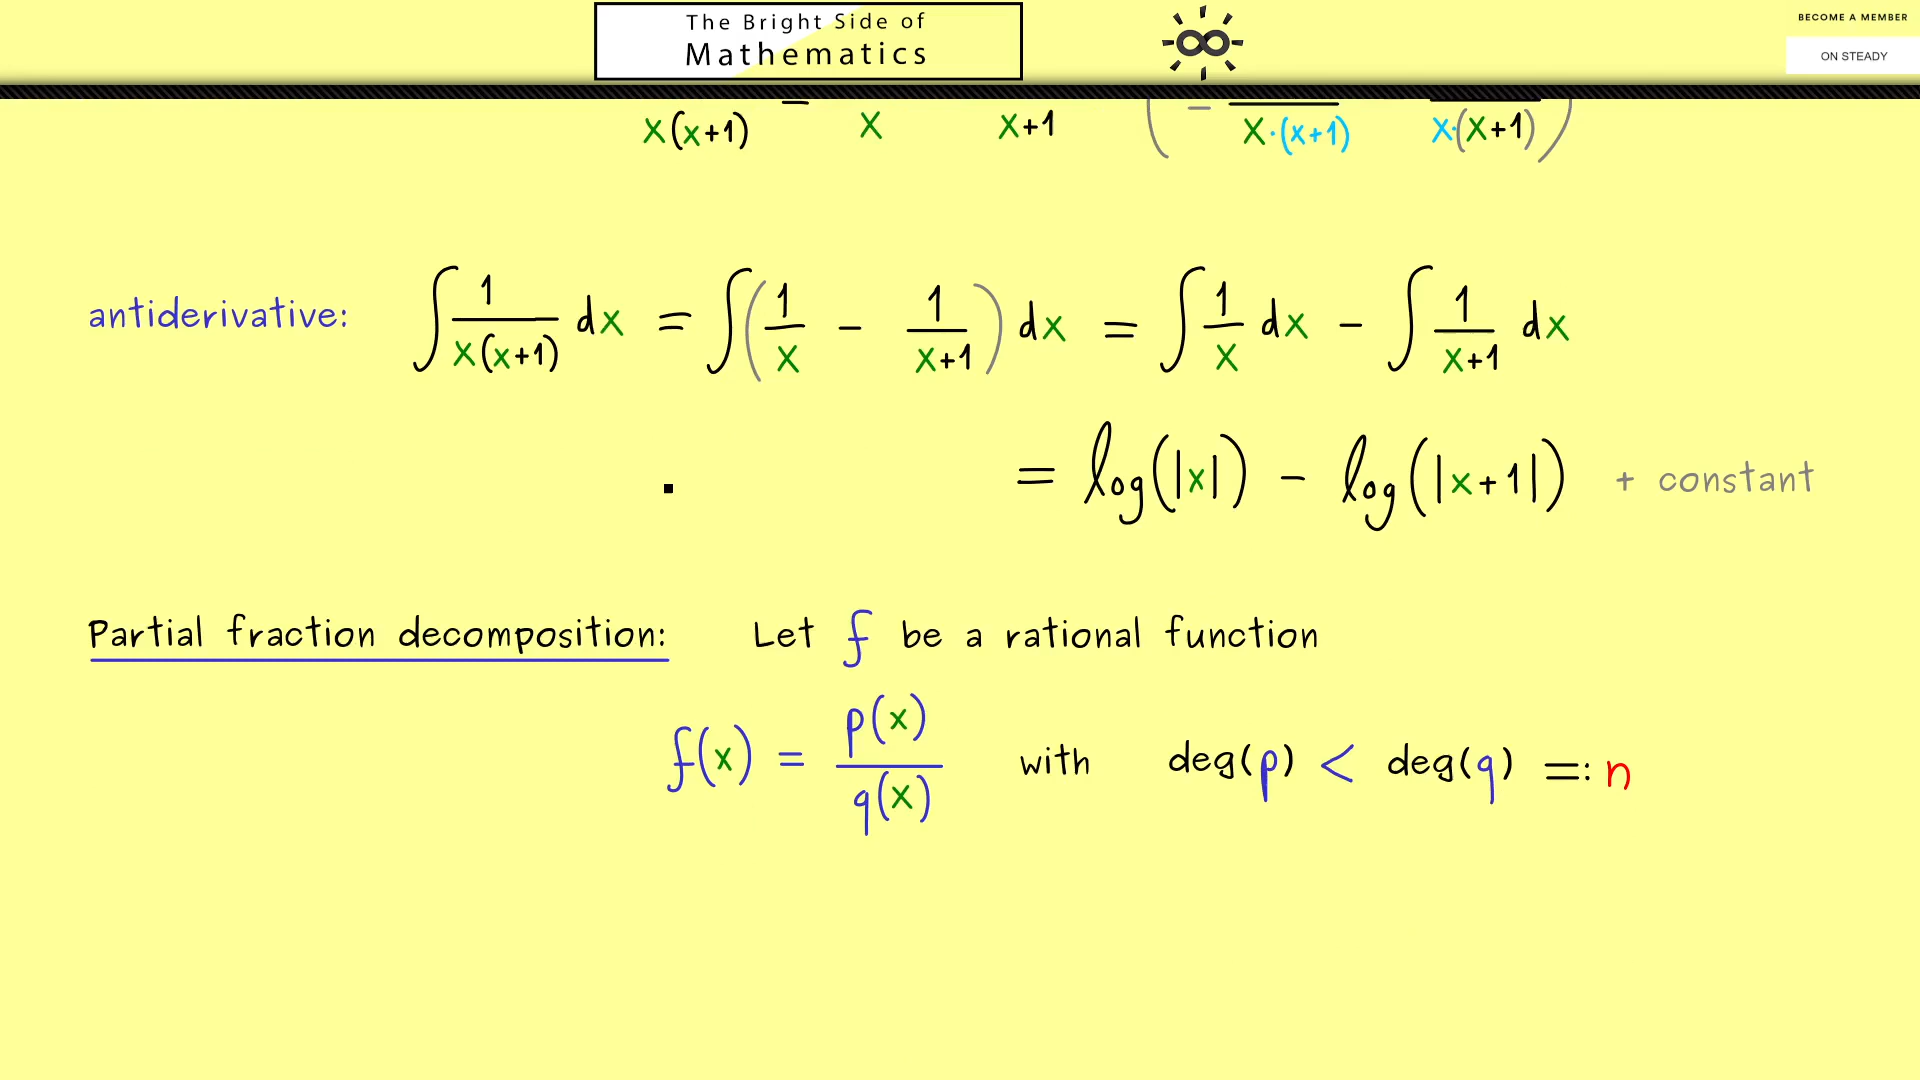 The Bright Side of
Mathematics
BECOME A MEMBER
ON STEADY
x(x+1) = x x+1 ( - x·(x+1) x·(x+1) )
antiderivative: ∫ 1/(x(x+1)) dx = ∫ ( 1/x - 1/(x+1) ) dx = ∫ 1/x dx - ∫ 1/(x+1) dx
= log(|x|) - log(|x+1|) + constant
Partial fraction decomposition: Let f be a rational function
f(x) = p(x)/q(x) with deg(p) < deg(q) =: n